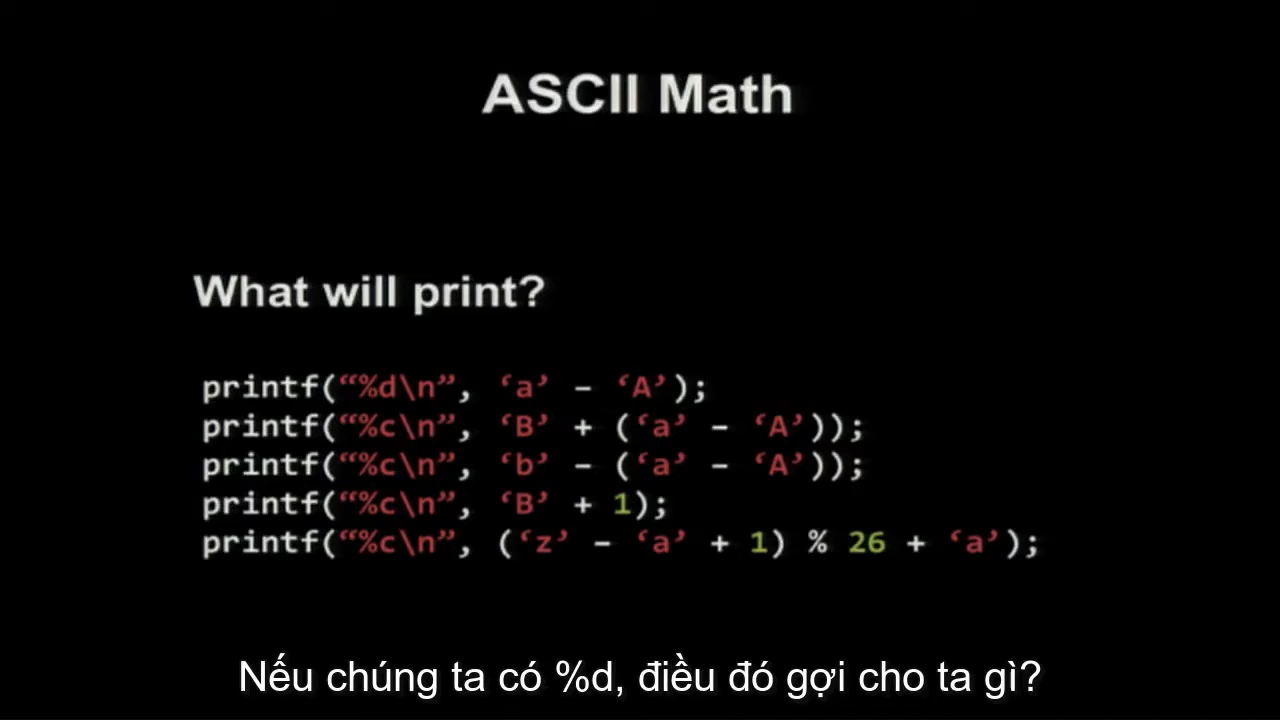 ASCII Math
What will print?
printf(“%d\n”, ‘a’ – ‘A’);
printf(“%c\n”, ‘B’ + (‘a’ – ‘A’));
printf(“%c\n”, ‘b’ – (‘a’ – ‘A’));
printf(“%c\n”, ‘B’ + 1);
printf(“%c\n”, (‘z’ – ‘a’ + 1) % 26 + ‘a’);
Nếu chúng ta có %d, điều đó gợi cho ta gì?